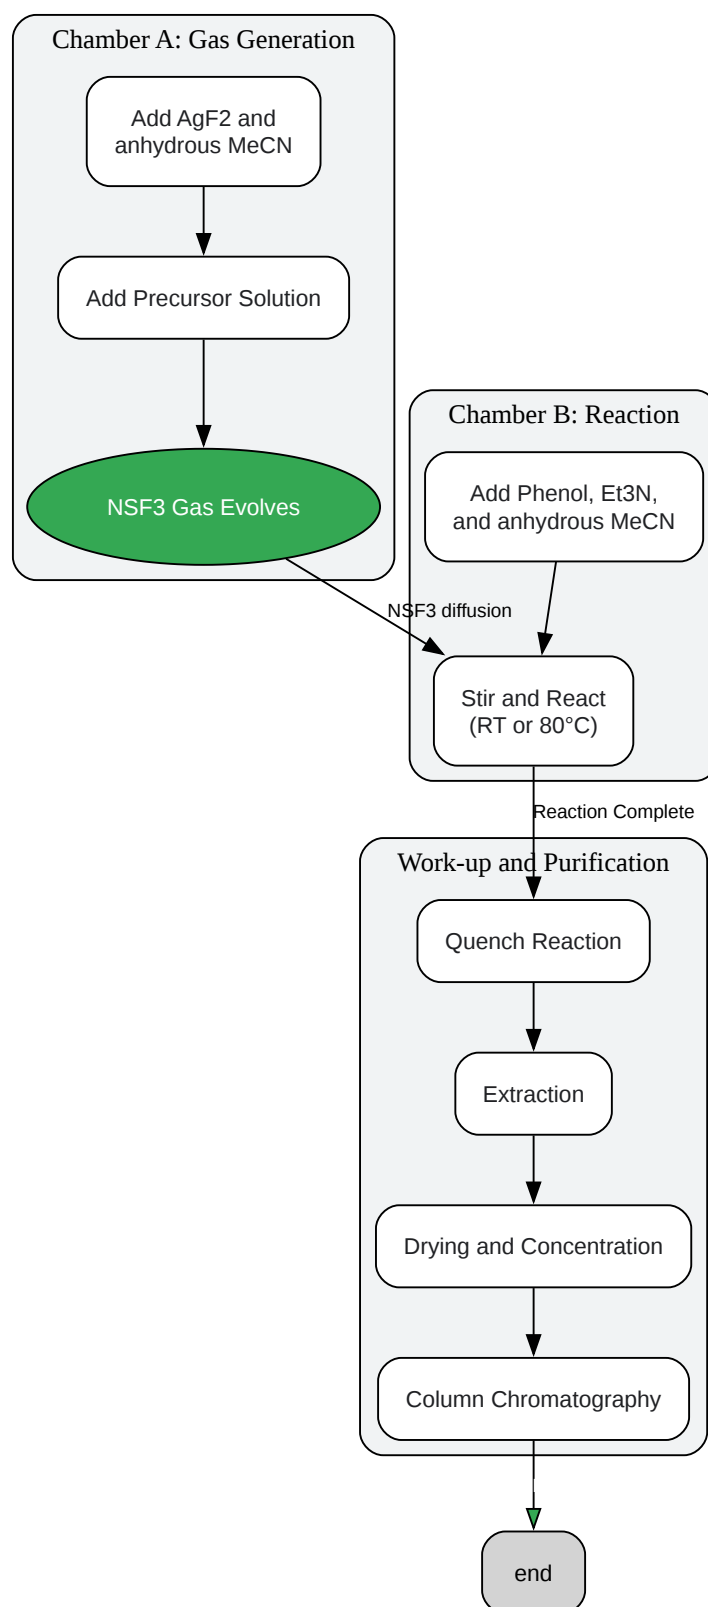 Chamber A: Gas Generation
Add AgF2 and
anhydrous MeCN
Add Precursor Solution
NSF3 Gas Evolves
Chamber B: Reaction
Add Phenol, Et3N,
and anhydrous MeCN
NSF3 diffusion
Stir and React
(RT or 80°C)
Reaction Complete
Work-up and Purification
Quench Reaction
Extraction
Drying and Concentration
Column Chromatography
end